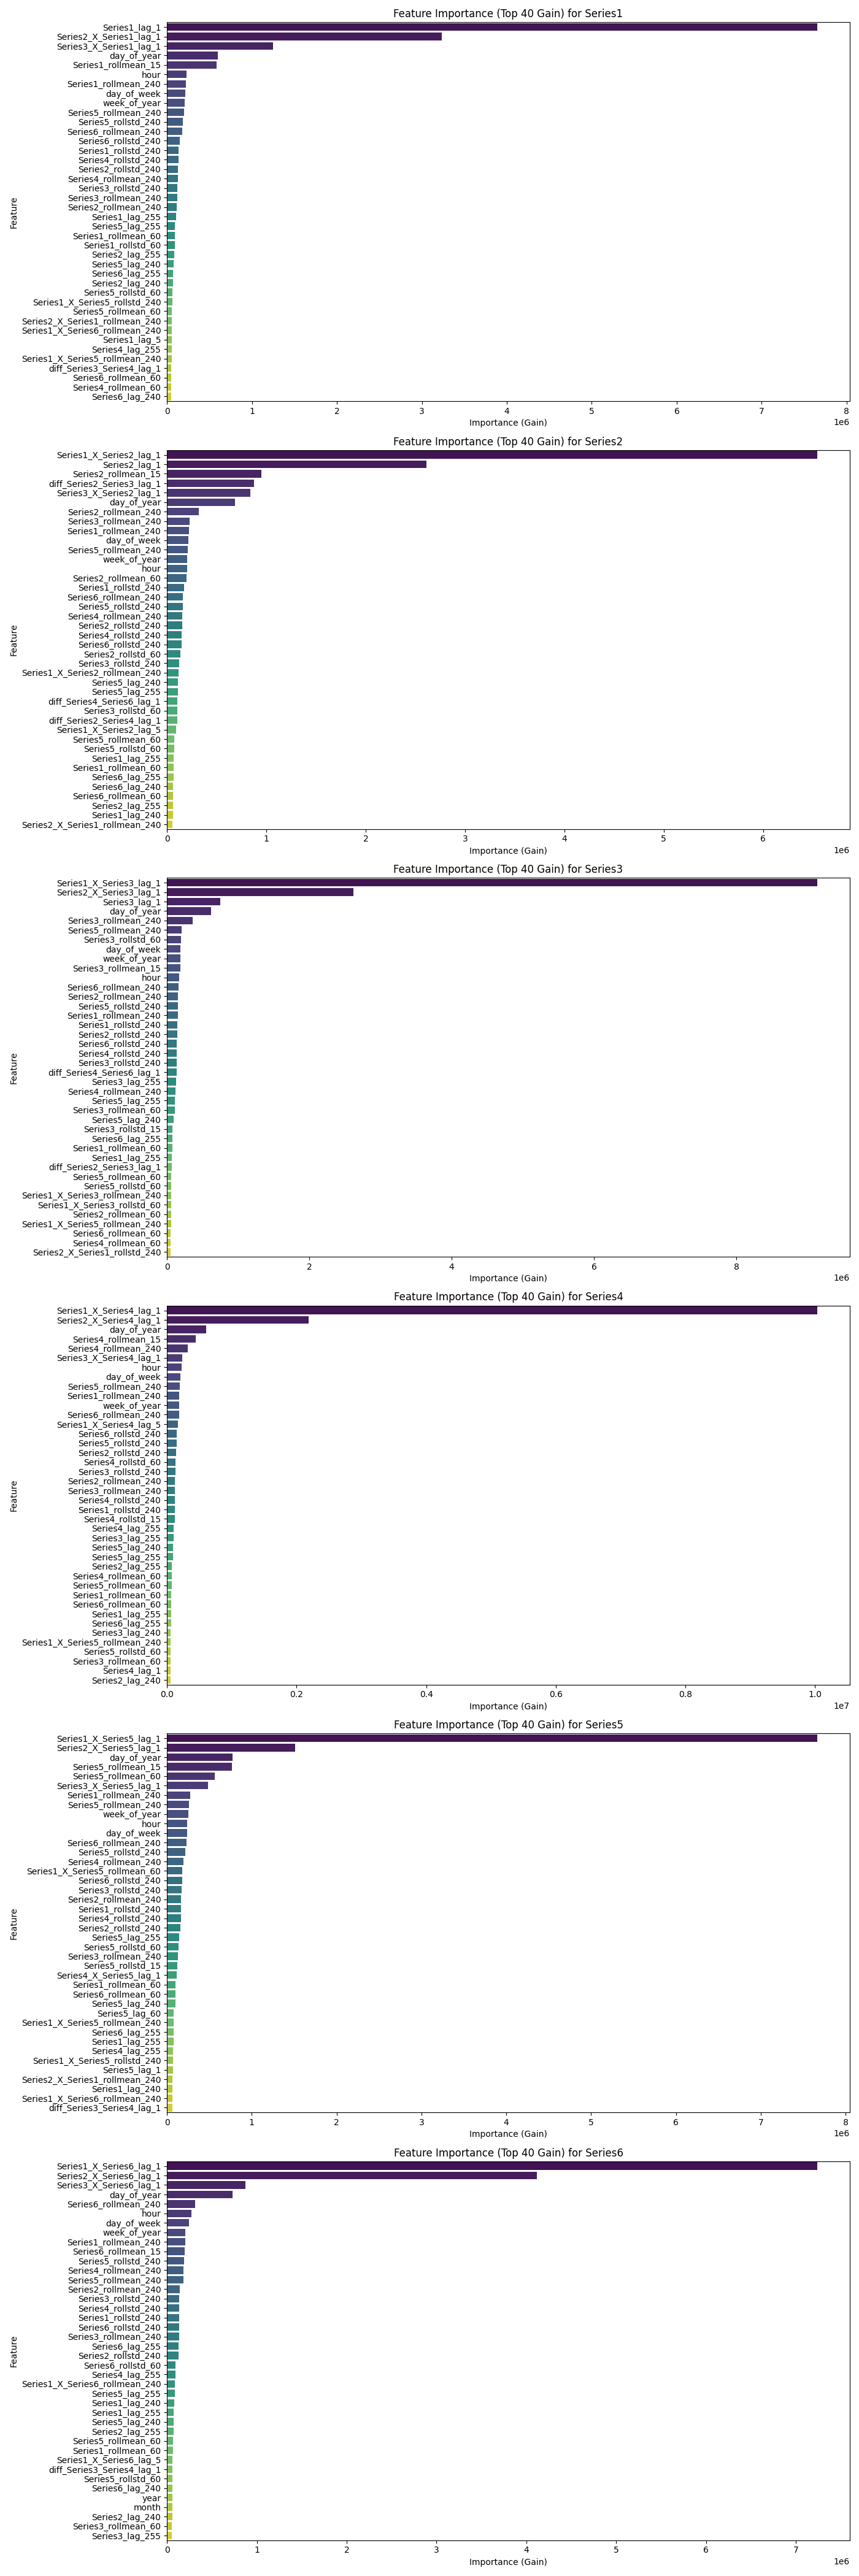 Feature Importance (Top 40 Gain) for Series1
Series1_lag_1
Series2_X_Series1_lag_1
Series3_X_Series1_lag_1
day_of_year
Series1_rollmean_15
hour
Series1_rollmean_240
day_of_week
week_of_year
Series5_rollmean_240
Series5_rollstd_240
Series6_rollmean_240
Series6_rollstd_240
Series1_rollstd_240
Series4_rollstd_240
Series2_rollstd_240
Series4_rollmean_240
Series3_rollstd_240
Series3_rollmean_240
Series2_rollmean_240
Series1_lag_255
Series5_lag_255
Series1_rollmean_60
Series1_rollstd_60
Series2_lag_255
Series5_lag_240
Series6_lag_255
Series2_lag_240
Series5_rollstd_60
Series1_X_Series5_rollstd_240
Series5_rollmean_60
Series2_X_Series1_rollmean_240
Series1_X_Series6_rollmean_240
Series1_lag_5
Series4_lag_255
Series1_X_Series5_rollmean_240
diff_Series3_Series4_lag_1
Series6_rollmean_60
Series4_rollmean_60
Series6_lag_240
Feature
0 1 2 3 4 5 6 7 8
1e6
Importance (Gain)
Feature Importance (Top 40 Gain) for Series2
Series1_X_Series2_lag_1
Series2_lag_1
Series2_rollmean_15
diff_Series2_Series3_lag_1
Series3_X_Series2_lag_1
day_of_year
Series2_rollmean_240
Series3_rollmean_240
Series1_rollmean_240
day_of_week
Series5_rollmean_240
week_of_year
hour
Series2_rollmean_60
Series1_rollstd_240
Series6_rollmean_240
Series5_rollstd_240
Series4_rollmean_240
Series2_rollstd_240
Series4_rollstd_240
Series6_rollstd_240
Series2_rollstd_60
Series3_rollstd_240
Series1_X_Series2_rollmean_240
Series5_lag_240
Series5_lag_255
diff_Series4_Series6_lag_1
Series3_rollstd_60
diff_Series2_Series4_lag_1
Series1_X_Series2_lag_5
Series5_rollmean_60
Series5_rollstd_60
Series1_lag_255
Series1_rollmean_60
Series6_lag_255
Series6_lag_240
Series6_rollmean_60
Series2_lag_255
Series1_lag_240
Series2_X_Series1_rollmean_240
Feature
0 1 2 3 4 5 6
1e6
Importance (Gain)
Feature Importance (Top 40 Gain) for Series3
Series1_X_Series3_lag_1
Series2_X_Series3_lag_1
Series3_lag_1
day_of_year
Series3_rollmean_240
Series5_rollmean_240
Series3_rollstd_60
day_of_week
week_of_year
Series3_rollmean_15
hour
Series6_rollmean_240
Series2_rollmean_240
Series5_rollstd_240
Series1_rollmean_240
Series1_rollstd_240
Series2_rollstd_240
Series6_rollstd_240
Series4_rollstd_240
Series3_rollstd_240
diff_Series4_Series6_lag_1
Series3_lag_255
Series4_rollmean_240
Series5_lag_255
Series3_rollmean_60
Series5_lag_240
Series3_rollstd_15
Series6_lag_255
Series1_rollmean_60
Series1_lag_255
diff_Series2_Series3_lag_1
Series5_rollmean_60
Series5_rollstd_60
Series1_X_Series3_rollmean_240
Series1_X_Series3_rollstd_60
Series2_rollmean_60
Series1_X_Series5_rollmean_240
Series6_rollmean_60
Series4_rollmean_60
Series2_X_Series1_rollstd_240
Feature
0 2 4 6 8
1e6
Importance (Gain)
Feature Importance (Top 40 Gain) for Series4
Series1_X_Series4_lag_1
Series2_X_Series4_lag_1
day_of_year
Series4_rollmean_15
Series4_rollmean_240
Series3_X_Series4_lag_1
hour
day_of_week
Series5_rollmean_240
Series1_rollmean_240
week_of_year
Series6_rollmean_240
Series1_X_Series4_lag_5
Series6_rollstd_240
Series5_rollstd_240
Series2_rollstd_240
Series4_rollstd_60
Series3_rollstd_240
Series2_rollmean_240
Series3_rollmean_240
Series4_rollstd_240
Series1_rollstd_240
Series4_rollstd_15
Series4_lag_255
Series3_lag_255
Series5_lag_240
Series5_lag_255
Series2_lag_255
Series4_rollmean_60
Series5_rollmean_60
Series1_rollmean_60
Series6_rollmean_60
Series1_lag_255
Series6_lag_255
Series3_lag_240
Series1_X_Series5_rollmean_240
Series5_rollstd_60
Series3_rollmean_60
Series4_lag_1
Series2_lag_240
Feature
0.0 0.2 0.4 0.6 0.8 1.0
1e7
Importance (Gain)
Feature Importance (Top 40 Gain) for Series5
Series1_X_Series5_lag_1
Series2_X_Series5_lag_1
day_of_year
Series5_rollmean_15
Series5_rollmean_60
Series3_X_Series5_lag_1
Series1_rollmean_240
Series5_rollmean_240
week_of_year
hour
day_of_week
Series6_rollmean_240
Series5_rollstd_240
Series4_rollmean_240
Series1_X_Series5_rollmean_60
Series6_rollstd_240
Series3_rollstd_240
Series2_rollmean_240
Series1_rollstd_240
Series4_rollstd_240
Series2_rollstd_240
Series5_lag_255
Series5_rollstd_60
Series3_rollmean_240
Series5_rollstd_15
Series4_X_Series5_lag_1
Series1_rollmean_60
Series6_rollmean_60
Series5_lag_240
Series5_lag_60
Series1_X_Series5_rollmean_240
Series6_lag_255
Series1_lag_255
Series4_lag_255
Series1_X_Series5_rollstd_240
Series5_lag_1
Series2_X_Series1_rollmean_240
Series1_lag_240
Series1_X_Series6_rollmean_240
diff_Series3_Series4_lag_1
Feature
0 1 2 3 4 5 6 7 8
1e6
Importance (Gain)
Feature Importance (Top 40 Gain) for Series6
Series1_X_Series6_lag_1
Series2_X_Series6_lag_1
Series3_X_Series6_lag_1
day_of_year
Series6_rollmean_240
hour
day_of_week
week_of_year
Series1_rollmean_240
Series6_rollmean_15
Series5_rollstd_240
Series4_rollmean_240
Series5_rollmean_240
Series2_rollmean_240
Series3_rollstd_240
Series4_rollstd_240
Series1_rollstd_240
Series6_rollstd_240
Series3_rollmean_240
Series6_lag_255
Series2_rollstd_240
Series6_rollstd_60
Series4_lag_255
Series1_X_Series6_rollmean_240
Series5_lag_255
Series1_lag_240
Series1_lag_255
Series5_lag_240
Series2_lag_255
Series5_rollmean_60
Series1_rollmean_60
Series1_X_Series6_lag_5
diff_Series3_Series4_lag_1
Series5_rollstd_60
Series6_lag_240
year
month
Series2_lag_240
Series3_rollmean_60
Series3_lag_255
Feature
0 1 2 3 4 5 6 7
1e6
Importance (Gain)